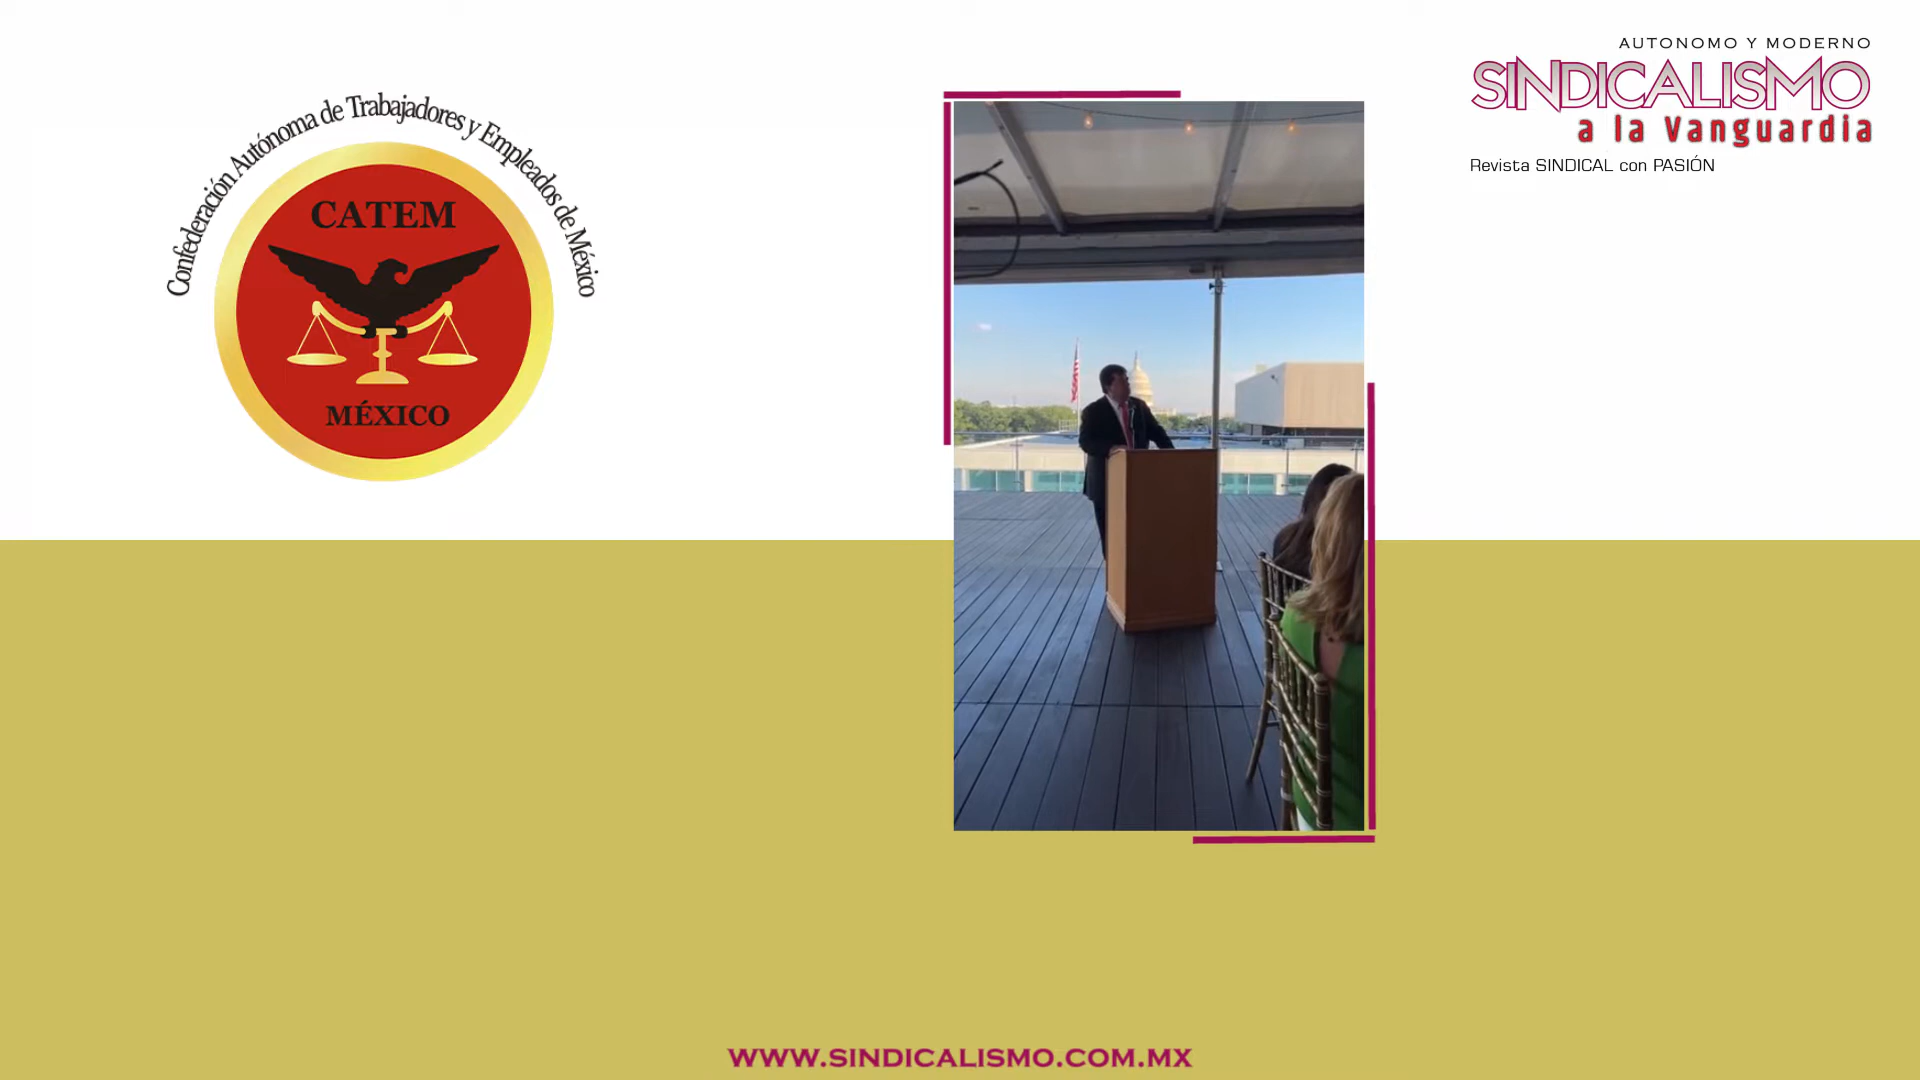 Confederación Autónoma de Trabajadores y Empleados de México
CATEM
MÉXICO
AUTONOMO Y MODERNO
SINDICALISMO
a la Vanguardia
Revista SINDICAL con PASIÓN
WWW.SINDICALISMO.COM.MX